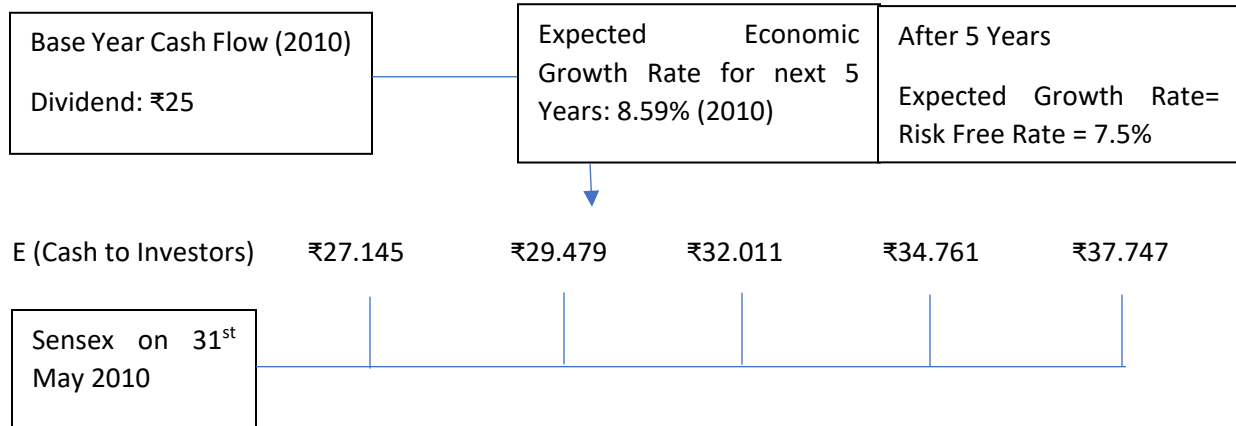 Base Year Cash Flow (2010)
Dividend: ₹25
Expected Economic
Growth Rate for next 5
Years: 8.59% (2010)
After 5 Years
Expected Growth Rate=
Risk Free Rate = 7.5%
E (Cash to Investors) ₹27.145 ₹29.479 ₹32.011 ₹34.761 ₹37.747
Sensex on 31st
May 2010